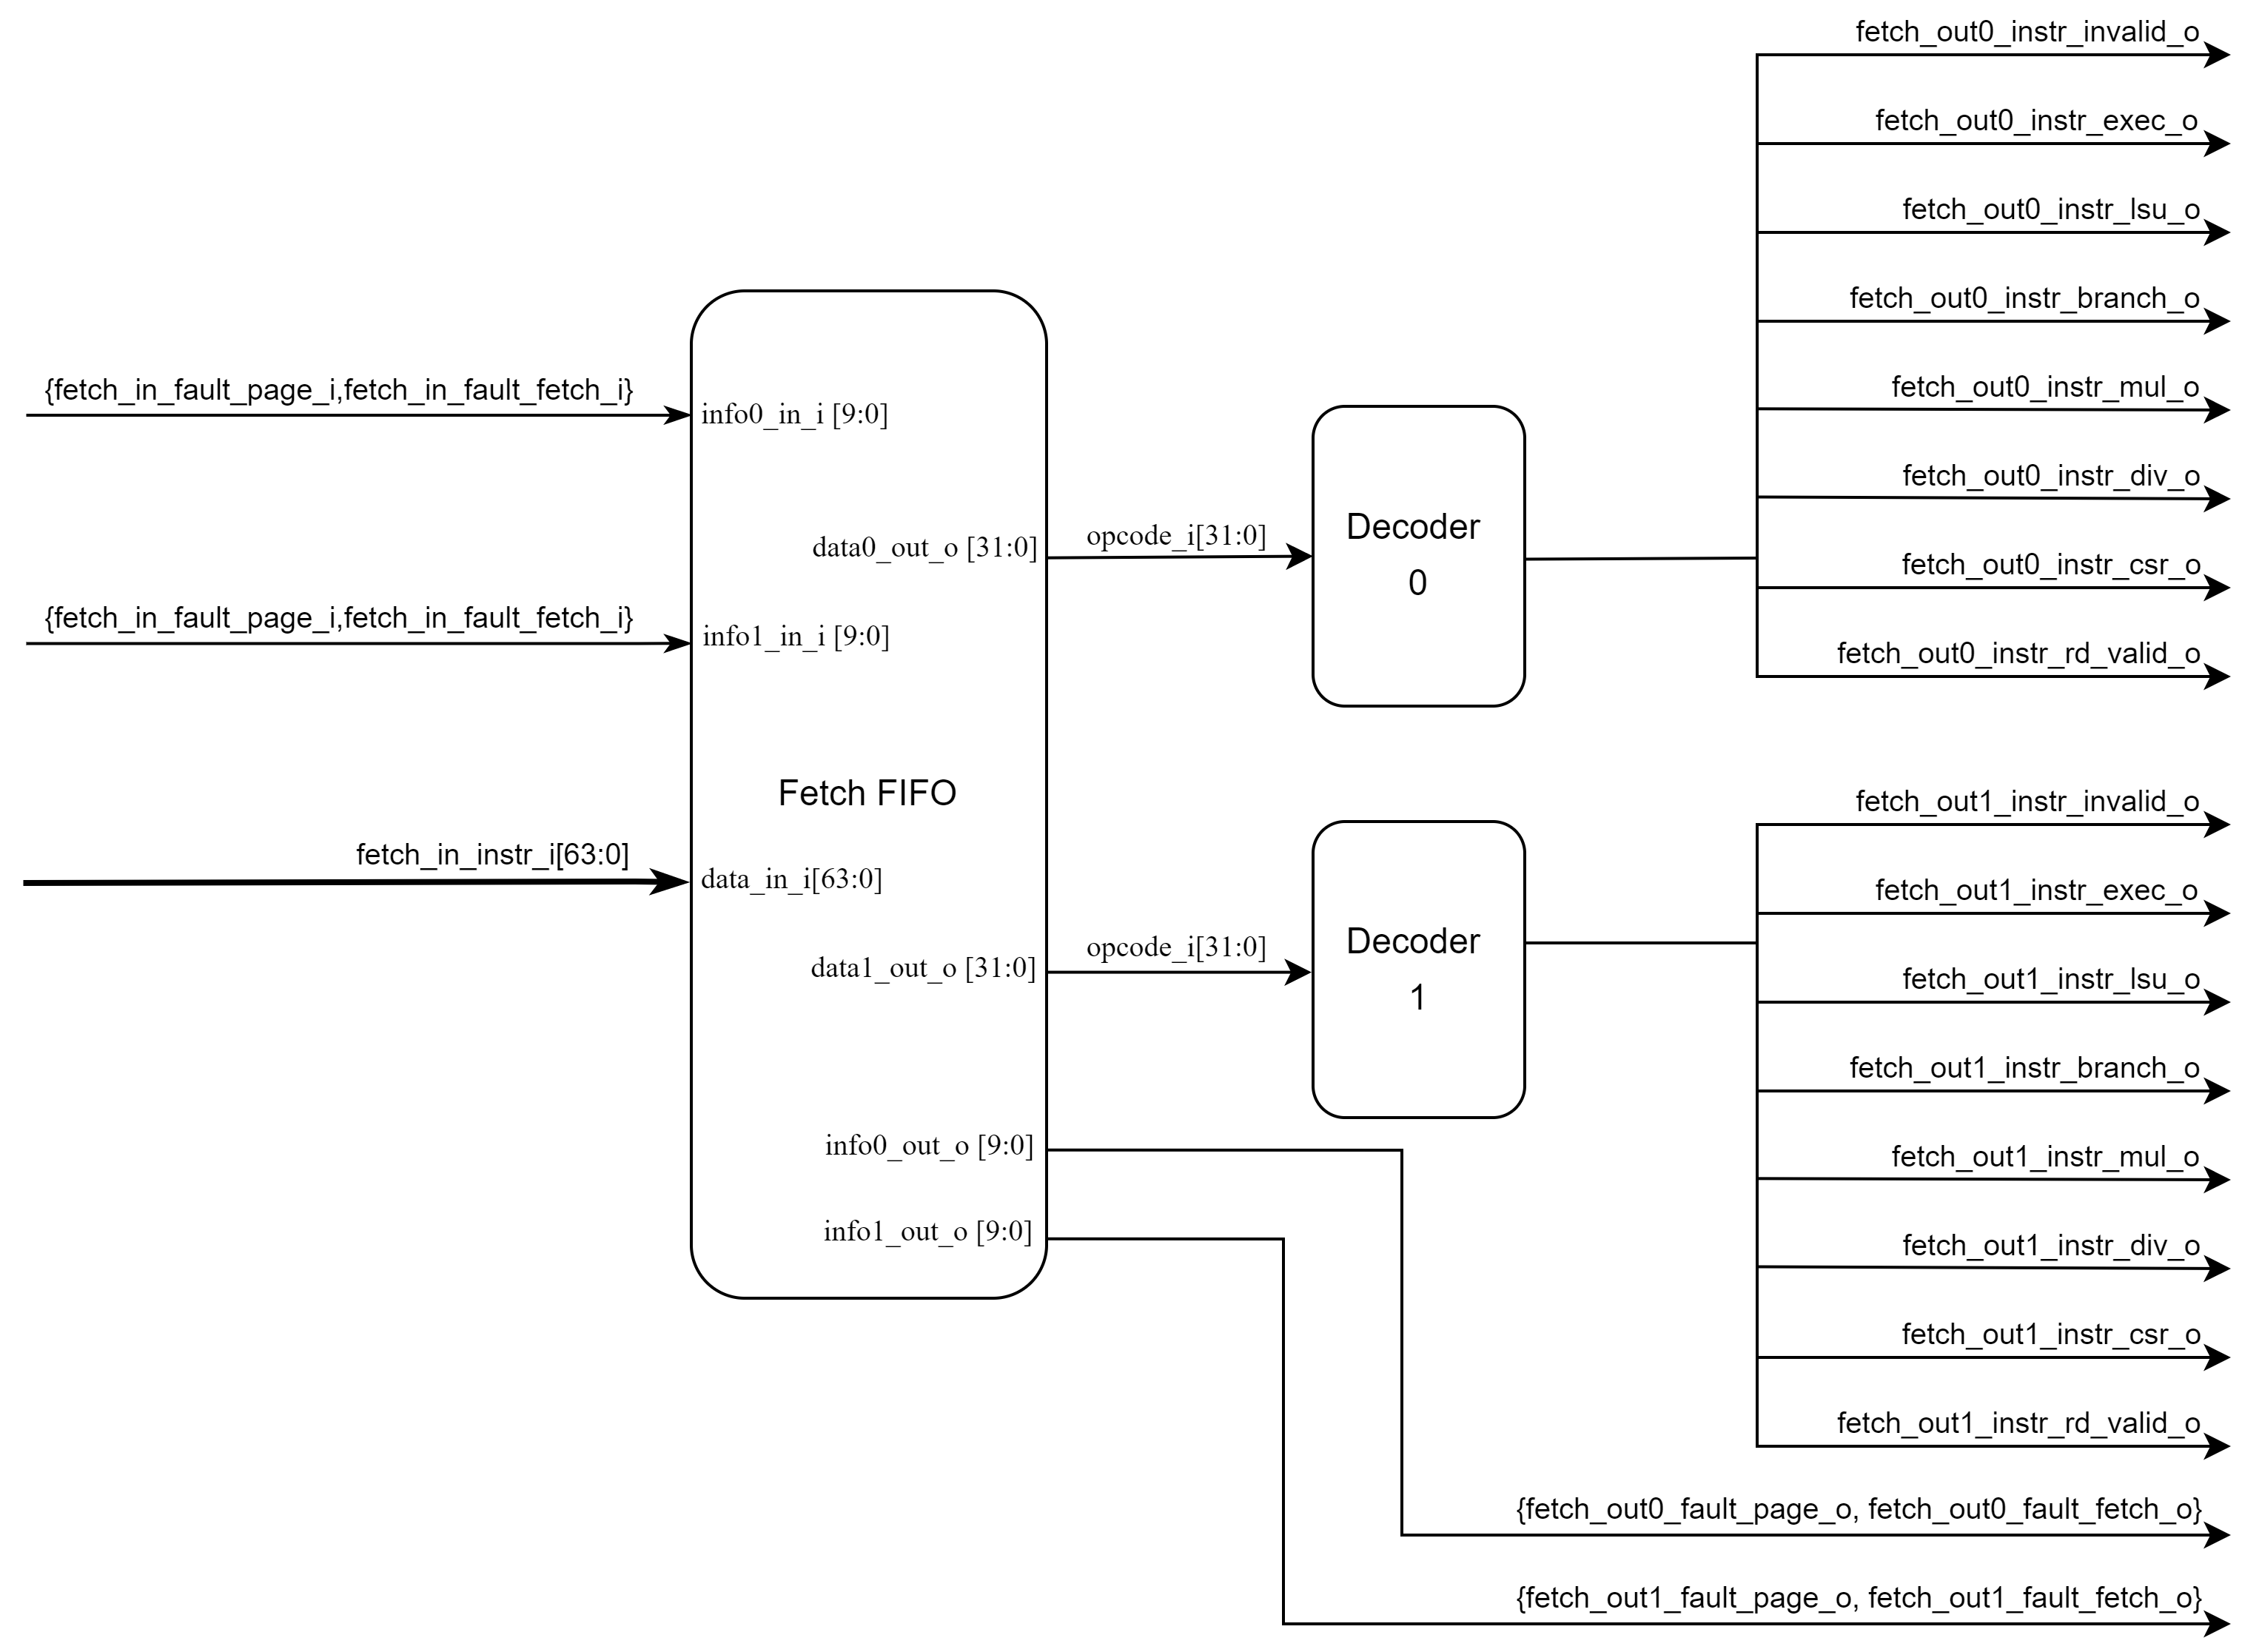 fetch_out0_instr_invalid_o
fetch_out0_instr_exec_o
fetch_out0_instr_lsu_o
fetch_out0_instr_branch_o
{fetch_in_fault_page_i,fetch_in_fault_fetch_i}
info0_in_i [9:0]
fetch_out0_instr_mul_o
fetch_out0_instr_div_o
data0_out_o [31:0]
opcode_i[31:0]
Decoder
0
fetch_out0_instr_csr_o
{fetch_in_fault_page_i,fetch_in_fault_fetch_i}
info1_in_i [9:0]
fetch_out0_instr_rd_valid_o
Fetch FIFO
fetch_out1_instr_invalid_o
fetch_in_instr_i[63:0]
data_in_i[63:0]
fetch_out1_instr_exec_o
data1_out_o [31:0]
opcode_i[31:0]
Decoder
1
fetch_out1_instr_lsu_o
fetch_out1_instr_branch_o
info0_out_o [9:0]
fetch_out1_instr_mul_o
info1_out_o [9:0]
fetch_out1_instr_div_o
fetch_out1_instr_csr_o
fetch_out1_instr_rd_valid_o
{fetch_out0_fault_page_o, fetch_out0_fault_fetch_o}
{fetch_out1_fault_page_o, fetch_out1_fault_fetch_o}